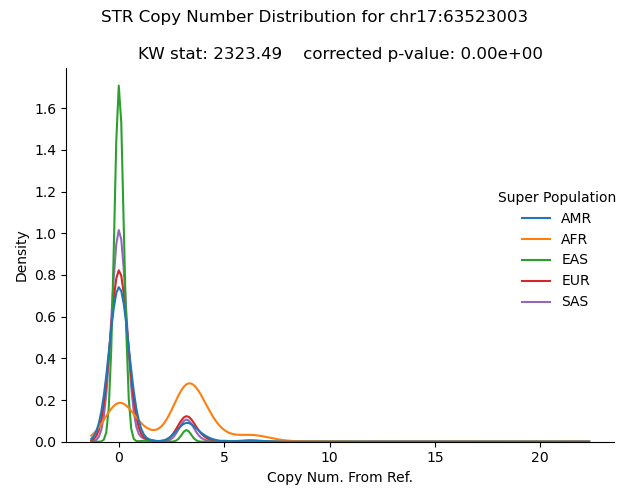 STR Copy Number Distribution for chr17:63523003
KW stat: 2323.49    corrected p-value: 0.00e+00
1.6
1.4
1.2
1.0
0.8
0.6
0.4
0.2
0.0
Density
0
5
10
15
20
Copy Num. From Ref.
Super Population
AMR
AFR
EAS
EUR
SAS